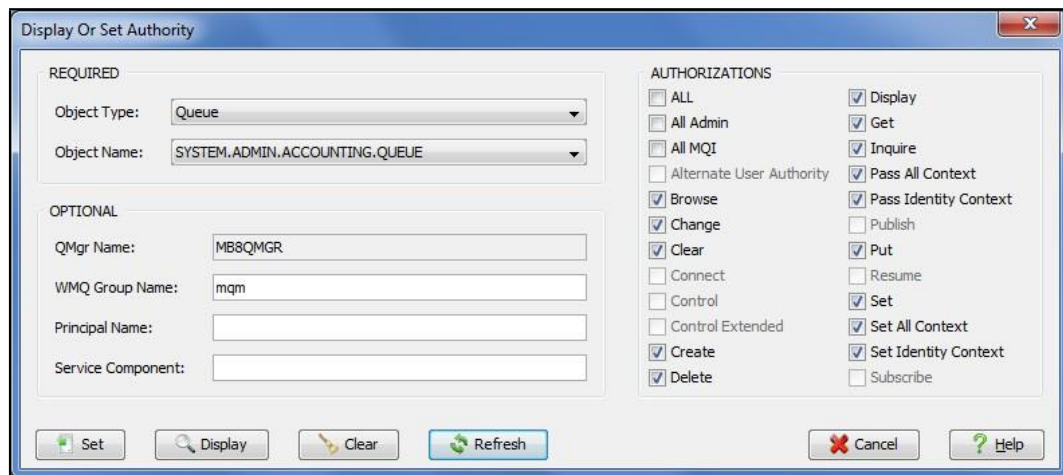 Display Or Set Authority
REQUIRED
Object Type: Queue
Object Name: SYSTEM.ADMIN.ACCOUNTING.QUEUE
OPTIONAL
QMgr Name: MB8QMGR
WMQ Group Name: mqm
Principal Name:
Service Component:
AUTHORIZATIONS
ALL
All Admin
All MQI
Alternate User Authority
Browse
Change
Clear
Connect
Control
Control Extended
Create
Delete
Display
Get
Inquire
Pass All Context
Pass Identity Context
Publish
Put
Resume
Set
Set All Context
Set Identity Context
Subscribe
Set Display Clear Refresh Cancel Help